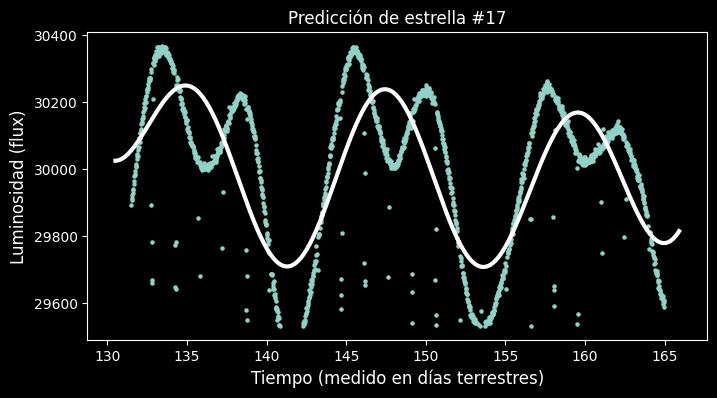 Predicción de estrella #17
30400
30200
30000
29800
29600
Luminosidad (flux)
130 135 140 145 150 155 160 165
Tiempo (medido en días terrestres)